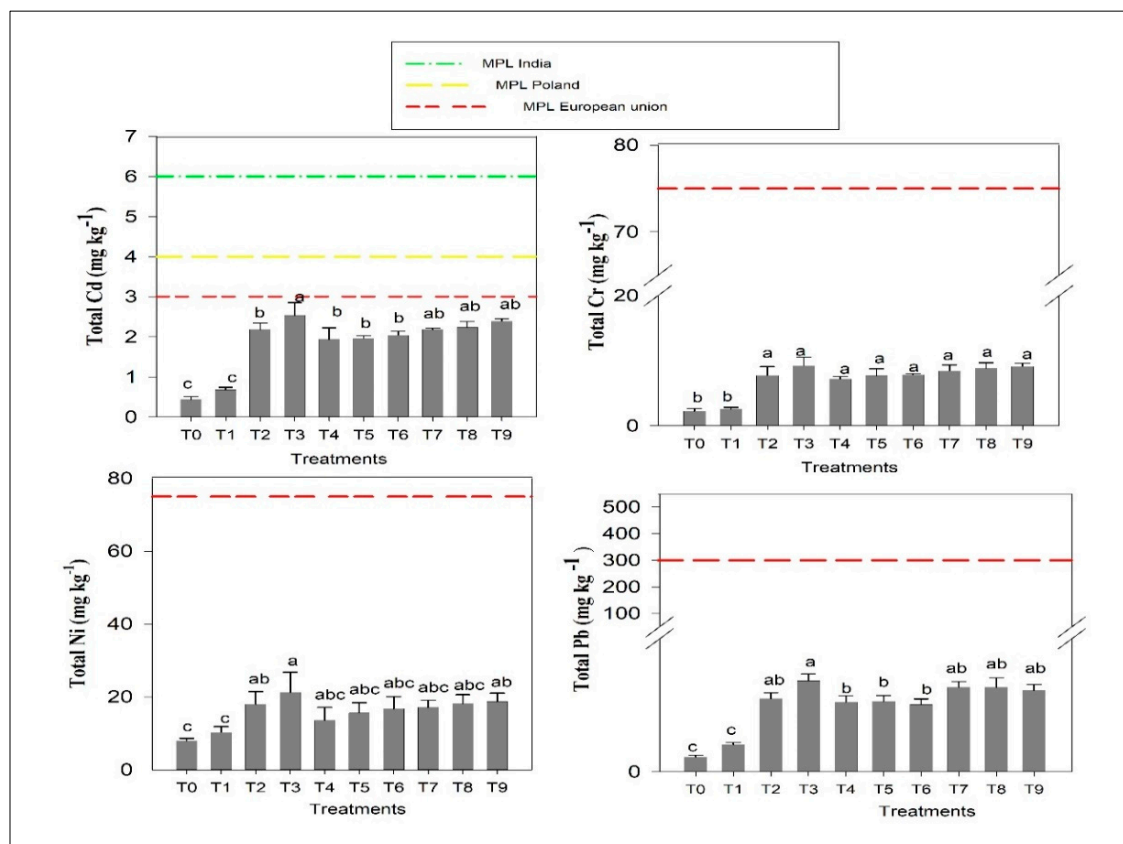 MPL India
MPL Poland
MPL European union
Total Cd (mg kg-1)
7
6
5
4
3
2
1
0
c c b a b b b ab ab ab
T0 T1 T2 T3 T4 T5 T6 T7 T8 T9
Treatments
Total Cr (mg kg-1)
80
70
20
0
b b a a a a a a a a
T0 T1 T2 T3 T4 T5 T6 T7 T8 T9
Treatments
Total Ni (mg kg-1)
80
60
40
20
0
c c ab a abc abc abc abc abc ab
T0 T1 T2 T3 T4 T5 T6 T7 T8 T9
Treatments
Total Pb (mg kg-1)
500
400
300
200
100
0
c c ab a b b b ab ab ab
T0 T1 T2 T3 T4 T5 T6 T7 T8 T9
Treatments